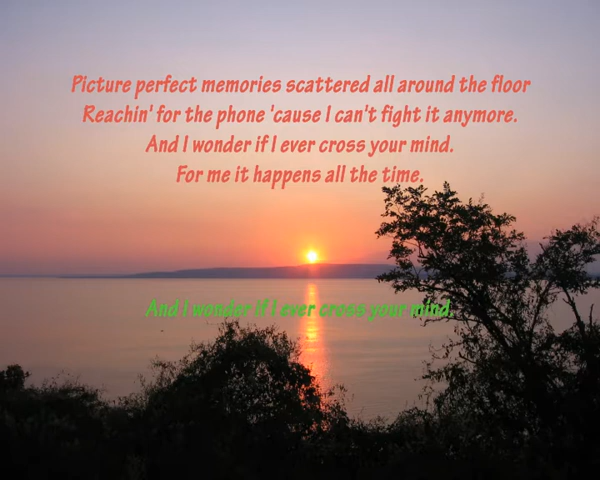 Picture perfect memories scattered all around the floor
Reachin' for the phone 'cause I can't fight it anymore.
And I wonder if I ever cross your mind.
For me it happens all the time.
And I wonder if I ever cross your mind.